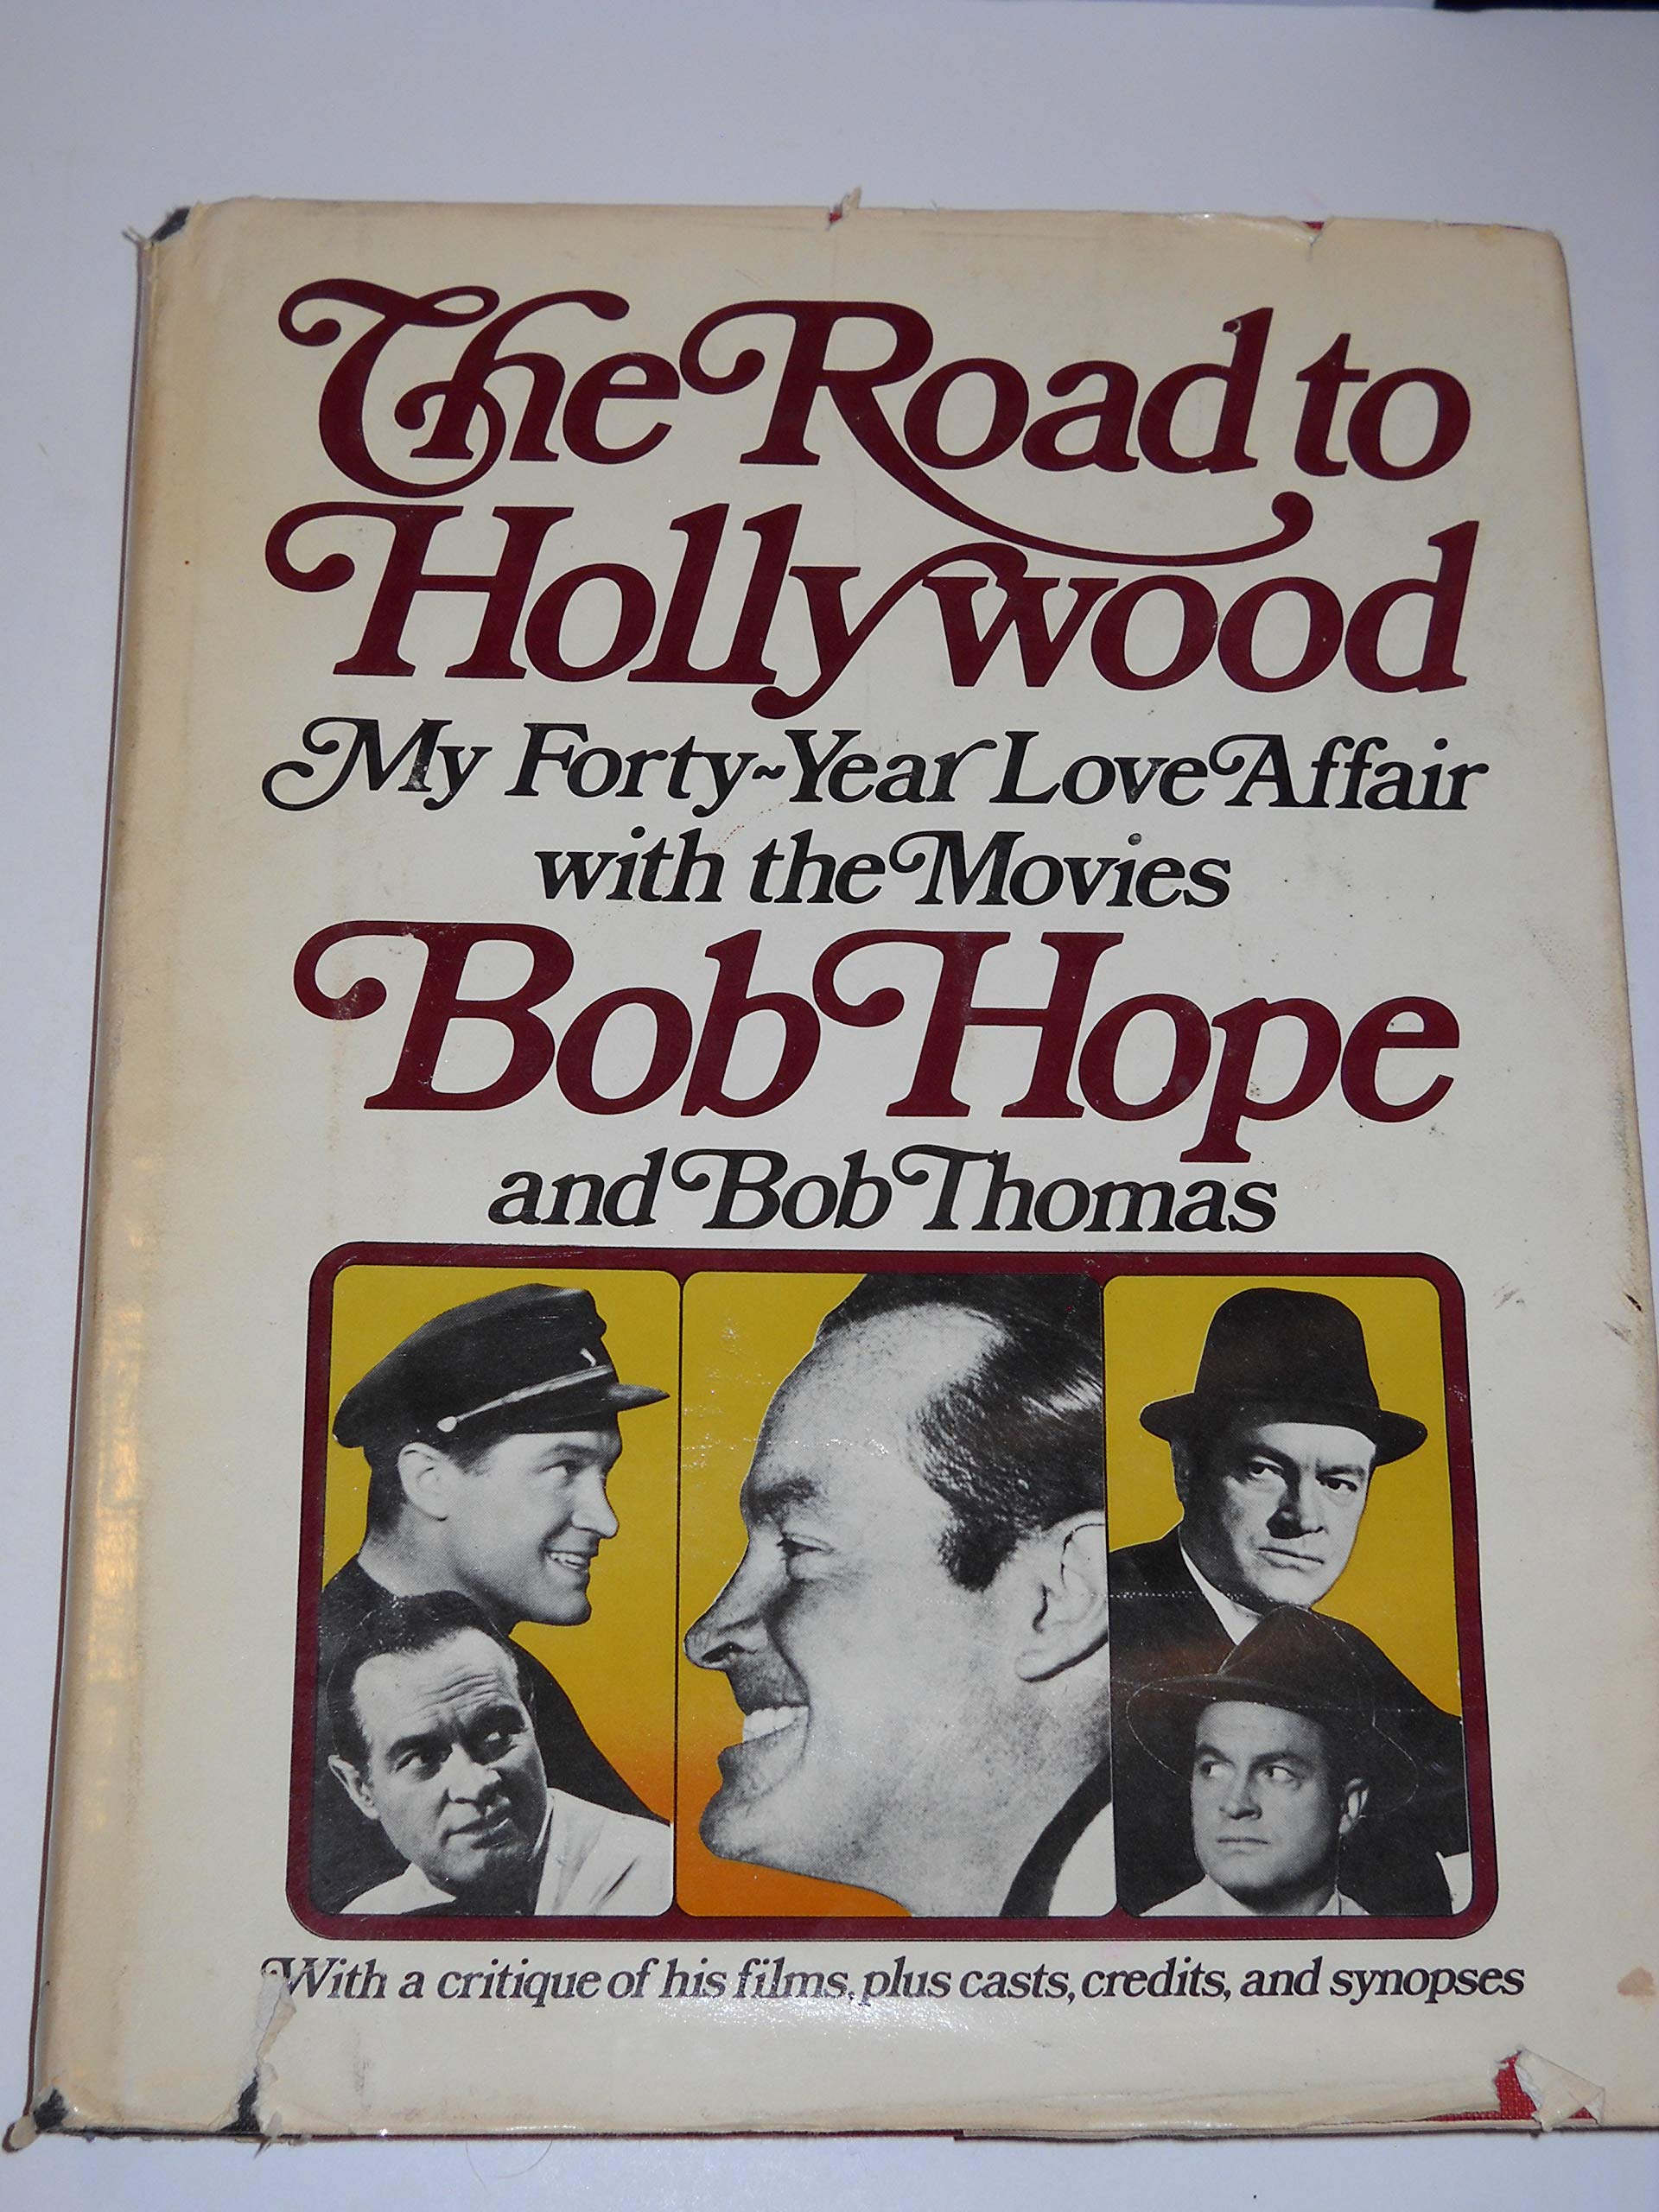 The Road to
Hollywood
My Forty-Year Love Affair
with the Movies
Bob Hope
and Bob Thomas
With a critique of his films, plus casts, credits, and synopses